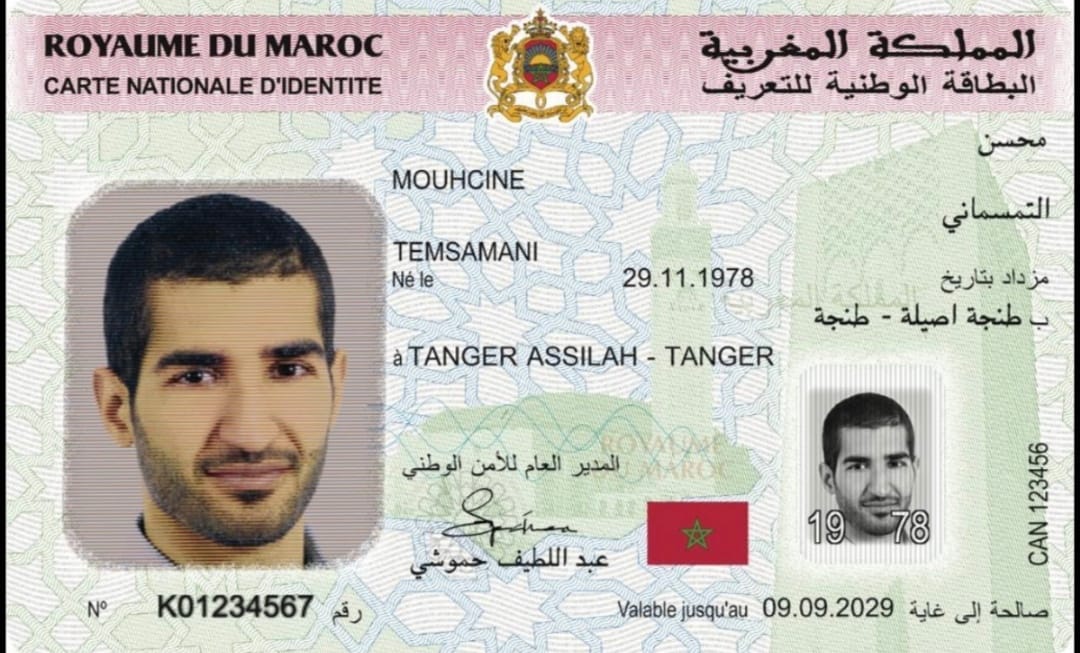 ROYAUME DU MAROC
المملكة المغربية
CARTE NATIONALE D'IDENTITE
البطاقة الوطنية للتعريف
محسن
MOUHCINE
التمسماني
TEMSAMANI
Né le 29.11.1978 مزداد بتاريخ
ب طنجة اصيلة - طنجة
à TANGER ASSILAH - TANGER
المملكة المغربية
ROYAUME
DU MAROC
المدير العام للأمن الوطني
عبد اللطيف حموشي
19 78
CAN 123456
N° K01234567 رقم
Valable jusqu'au 09.09.2029 صالحة إلى غاية